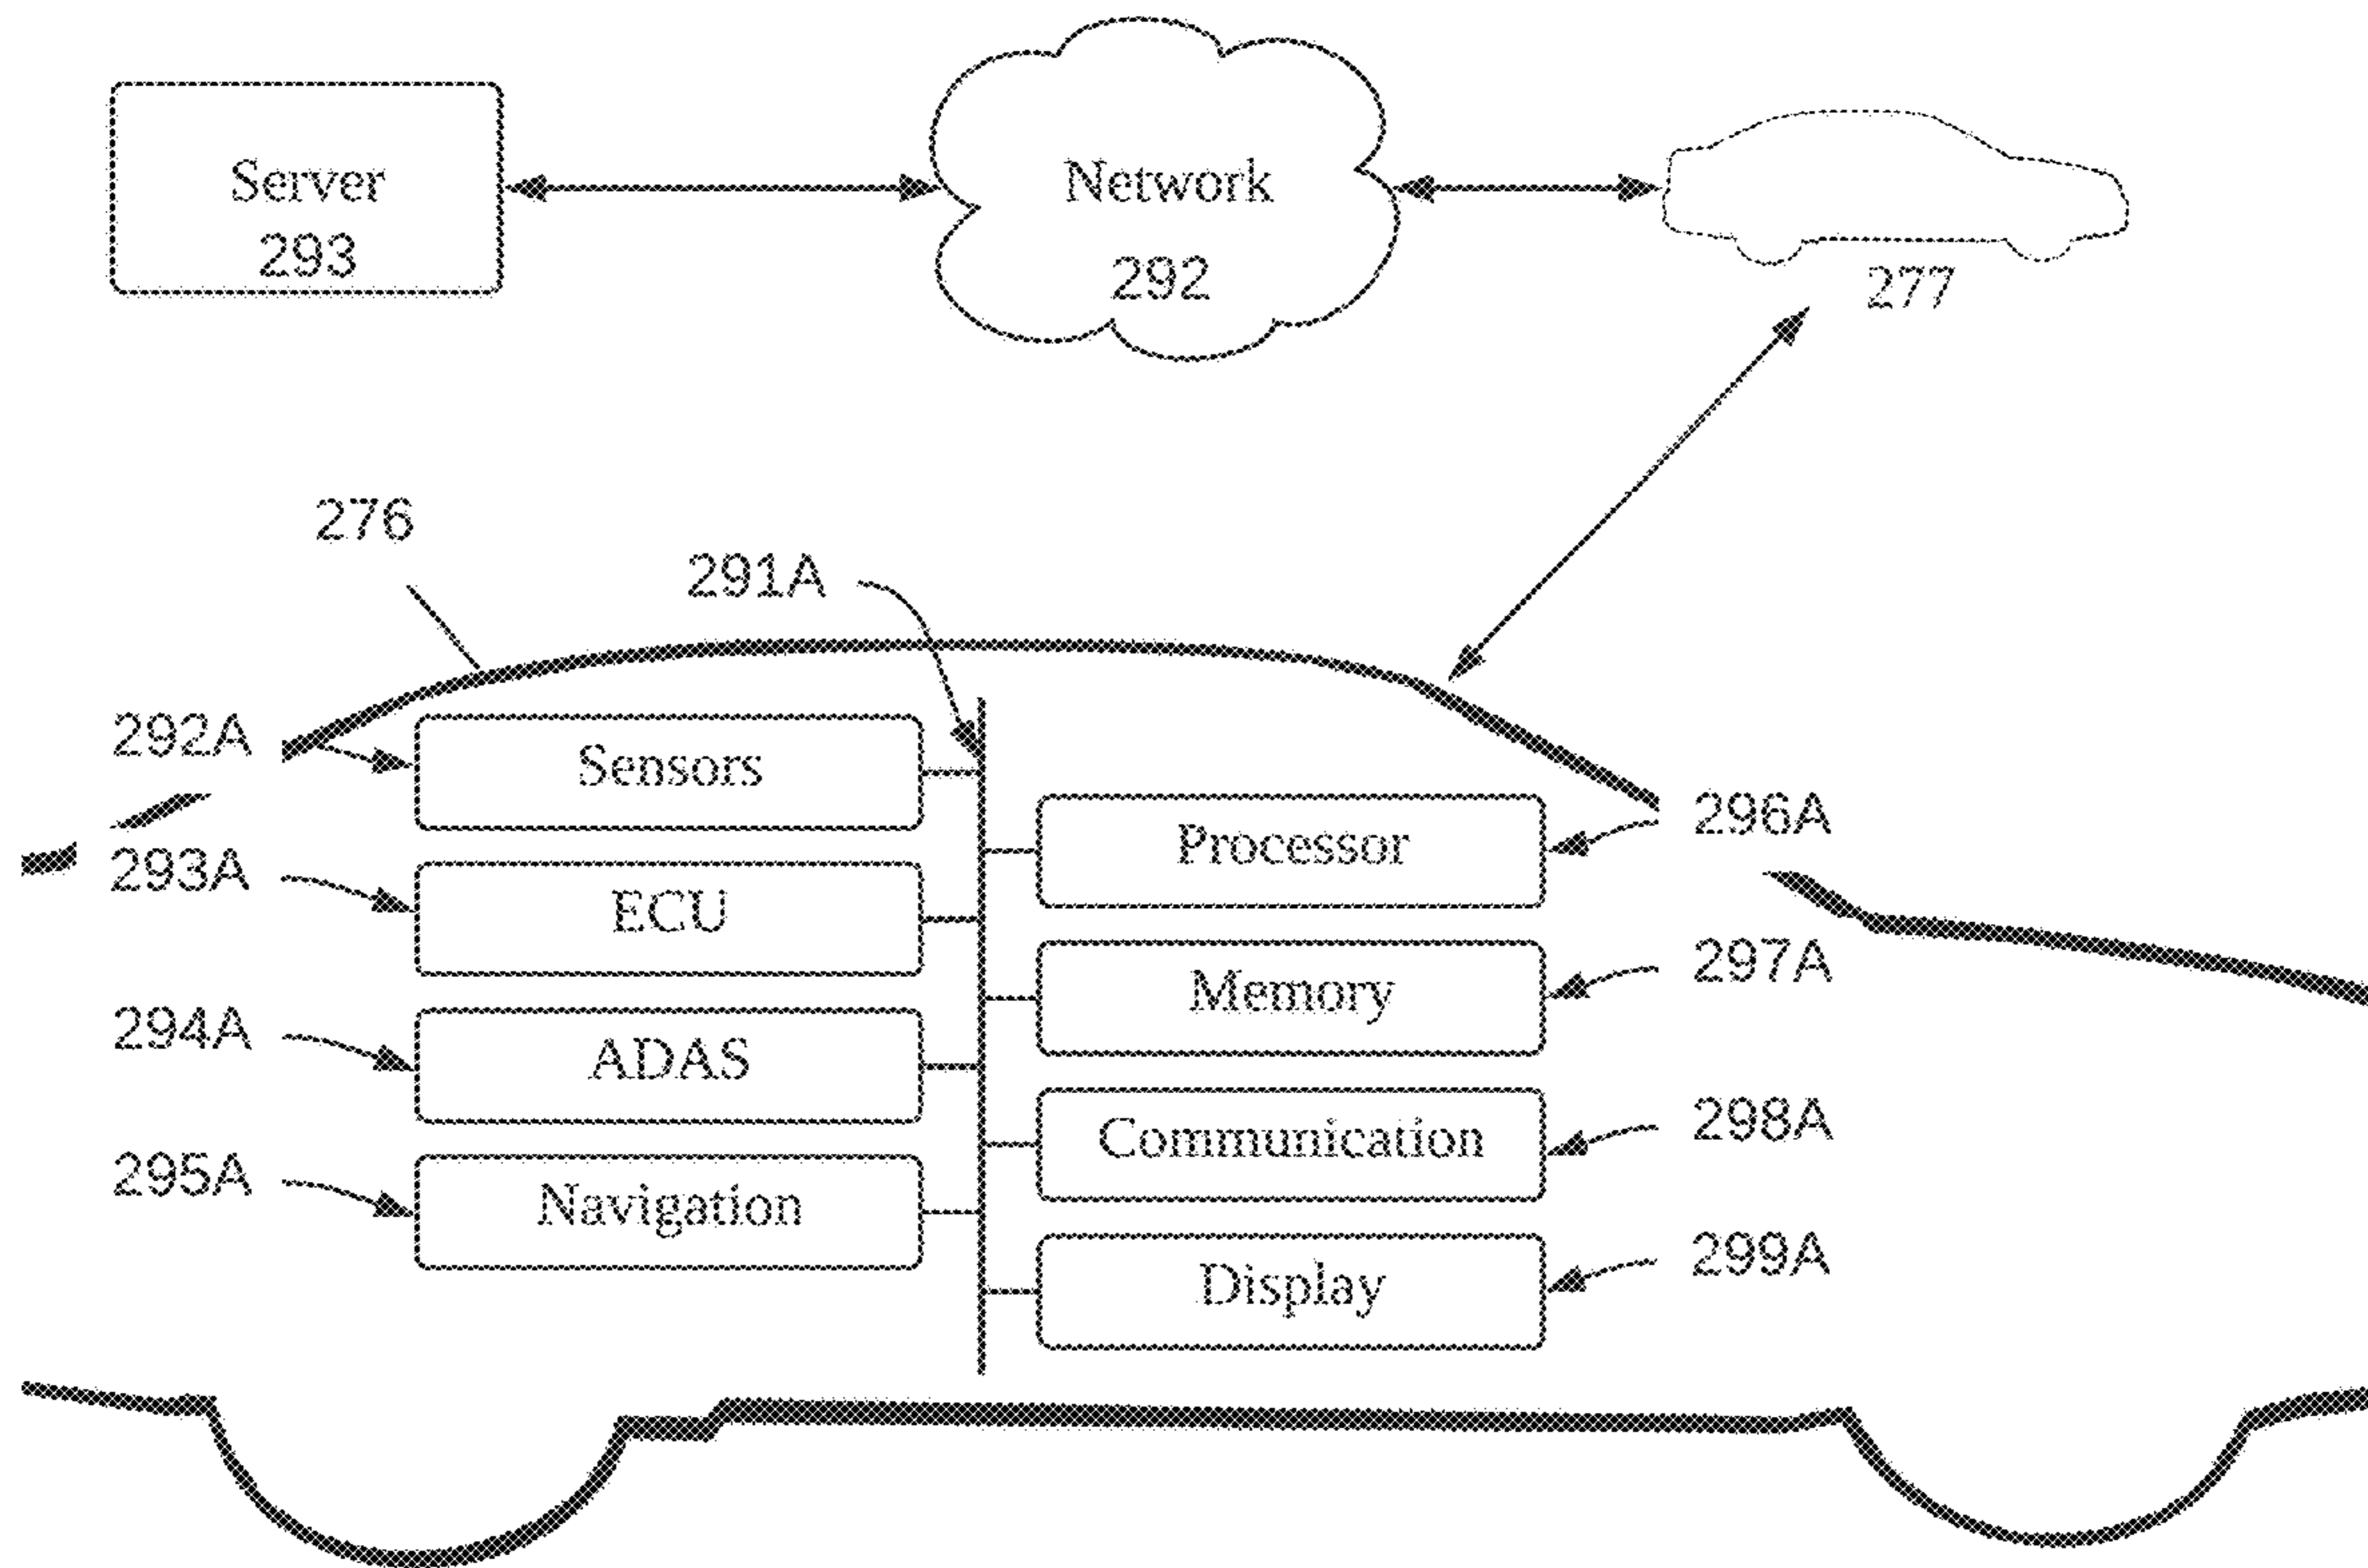 Server
293
Network
292
277
276
291A
292A
Sensors
293A
ECU
294A
ADAS
295A
Navigation
Processor
296A
Memory
297A
Communication
298A
Display
299A